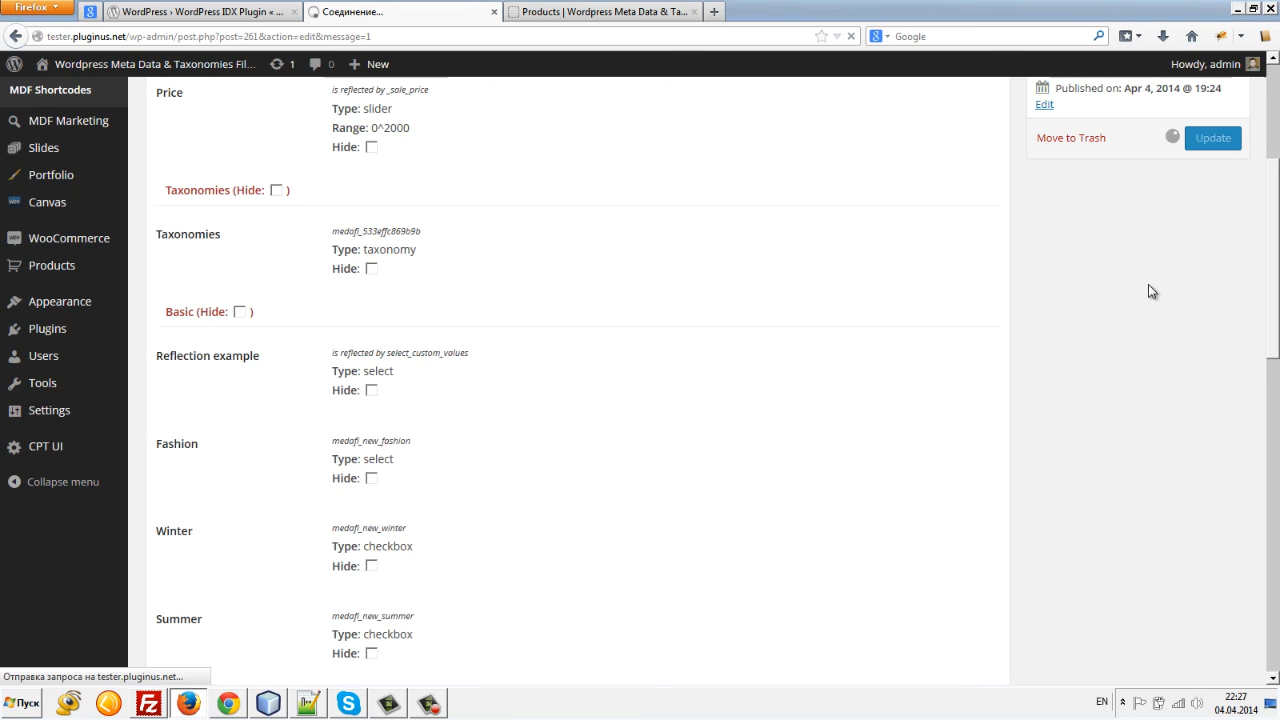 Firefox
WordPress › WordPress IDX Plugin « ...
Соединение...
Products | Wordpress Meta Data & Ta...
tester.pluginus.net/wp-admin/post.php?post=261&action=edit&message=1
Google
Wordpress Meta Data & Taxonomies Fil...
1
0
New
Howdy, admin
MDF Shortcodes
MDF Marketing
Slides
Portfolio
Canvas
WooCommerce
Products
Appearance
Plugins
Users
Tools
Settings
CPT UI
Collapse menu
Price
is reflected by _sale_price
Type: slider
Range: 0^2000
Hide:
Taxonomies (Hide: )
Taxonomies
medafi_533effc869b9b
Type: taxonomy
Hide:
Basic (Hide: )
Reflection example
is reflected by select_custom_values
Type: select
Hide:
Fashion
medafi_new_fashion
Type: select
Hide:
Winter
medafi_new_winter
Type: checkbox
Hide:
Summer
medafi_new_summer
Type: checkbox
Hide:
Published on: Apr 4, 2014 @ 19:24
Edit
Move to Trash
Update
Отправка запроса на tester.pluginus.net...
Пуск
EN
22:27
04.04.2014